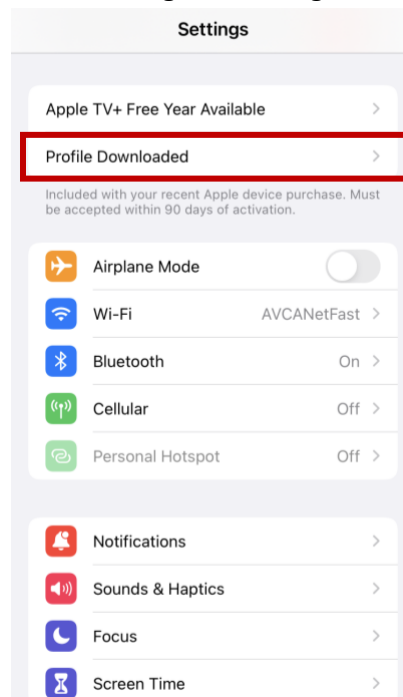 Settings
Apple TV+ Free Year Available
Profile Downloaded
Included with your recent Apple device purchase. Must
be accepted within 90 days of activation.
Airplane Mode
Wi-Fi AVCANetFast
Bluetooth On
Cellular Off
Personal Hotspot Off
Notifications
Sounds & Haptics
Focus
Screen Time